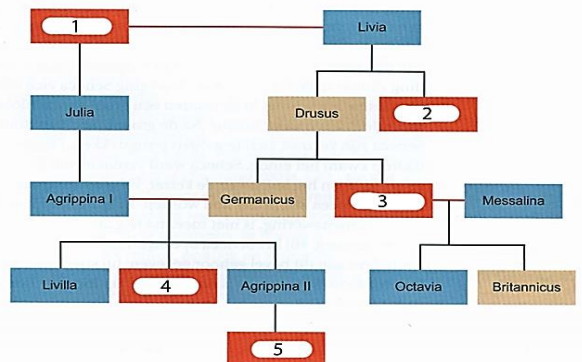 1
Livia
Julia
Drusus
2
Agrippina I
Germanicus
3
Messalina
Livilla
4
Agrippina II
Octavia
Britannicus
5